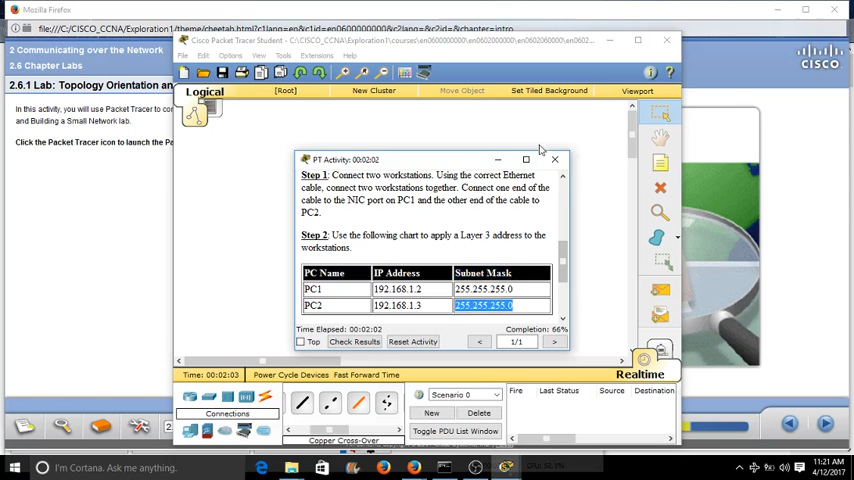 Mozilla Firefox
file:///C:/CISCO_CCNA/Exploration1/theme/cheetah.html?c1lang=en&c1id=en0600000000&c2lang=&c2id=&chapter=intro
2 Communicating over the Network
2.6 Chapter Labs
2.6.1 Lab: Topology Orientation an
In this activity, you will use Packet Tracer to con
and Building a Small Network lab.
Click the Packet Tracer icon to launch the Pa
CISCO
Cisco Packet Tracer Student - C:\CISCO_CCNA\Exploration1\courses\en0600000000\en0602000000\en0602060000\en0602...
File Edit Options View Tools Extensions Help
Logical [Root] New Cluster Move Object Set Tiled Background Viewport
PT Activity: 00:02:02
Step 1: Connect two workstations. Using the correct Ethernet
cable, connect two workstations together. Connect one end of the
cable to the NIC port on PC1 and the other end of the cable to
PC2.
Step 2: Use the following chart to apply a Layer 3 address to the
workstations.
PC Name IP Address Subnet Mask
PC1 192.168.1.2 255.255.255.0
PC2 192.168.1.3 255.255.255.0
Time Elapsed: 00:02:02 Completion: 66%
Top Check Results Reset Activity < 1/1 >
Time: 00:02:03 Power Cycle Devices Fast Forward Time Realtime
Connections
Copper Cross-Over
Scenario 0
New Delete
Toggle PDU List Window
Fire Last Status Source Destination
I'm Cortana. Ask me anything.
11:21 AM
4/12/2017